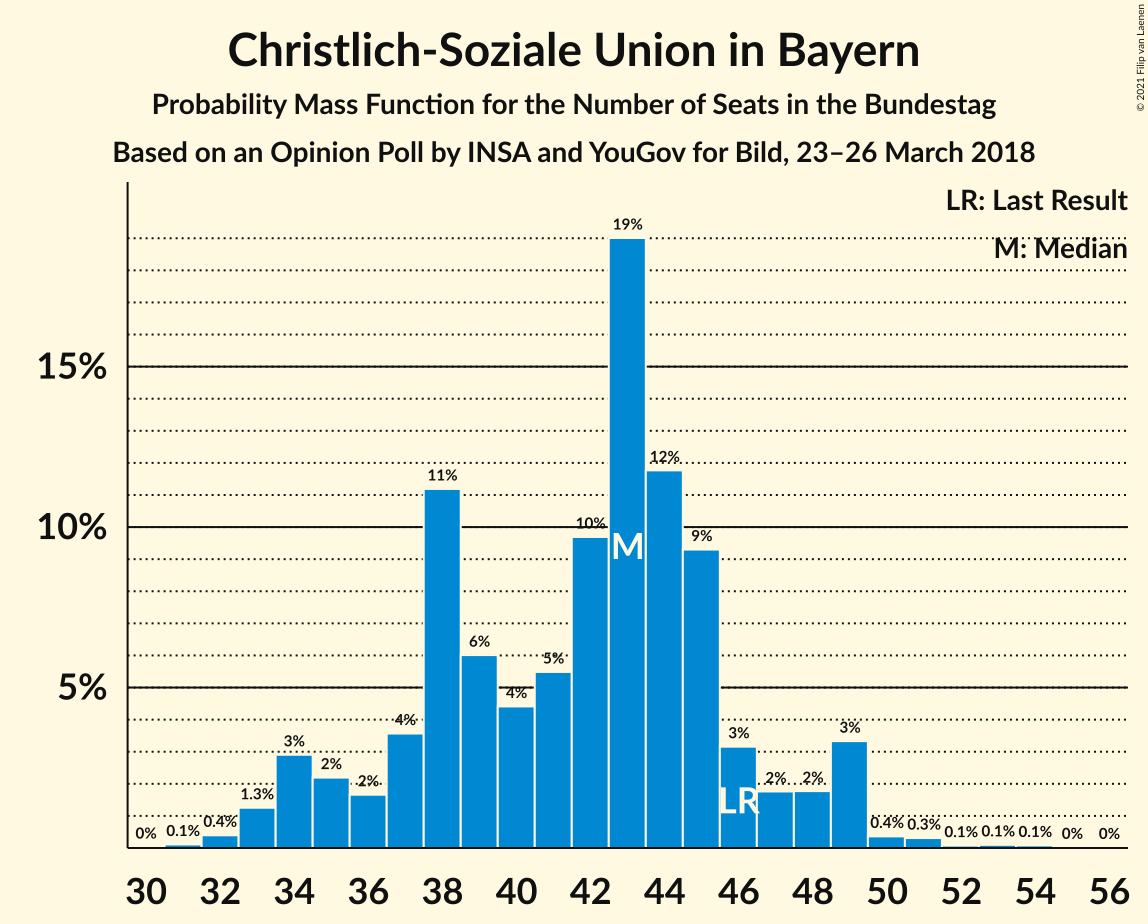 Christlich-Soziale Union in Bayern
Probability Mass Function for the Number of Seats in the Bundestag
Based on an Opinion Poll by INSA and YouGov for Bild, 23–26 March 2018
© 2021 Filip van Laenen
LR: Last Result
M: Median
15%
10%
5%
0% 0.1% 0.4% 1.3% 3% 2% 2% 4% 11% 6% 4% 5% 10% 19% 12% 9% 3% 2% 2% 3% 0.4% 0.3% 0.1% 0.1% 0.1% 0% 0%
M
LR
30 32 34 36 38 40 42 44 46 48 50 52 54 56